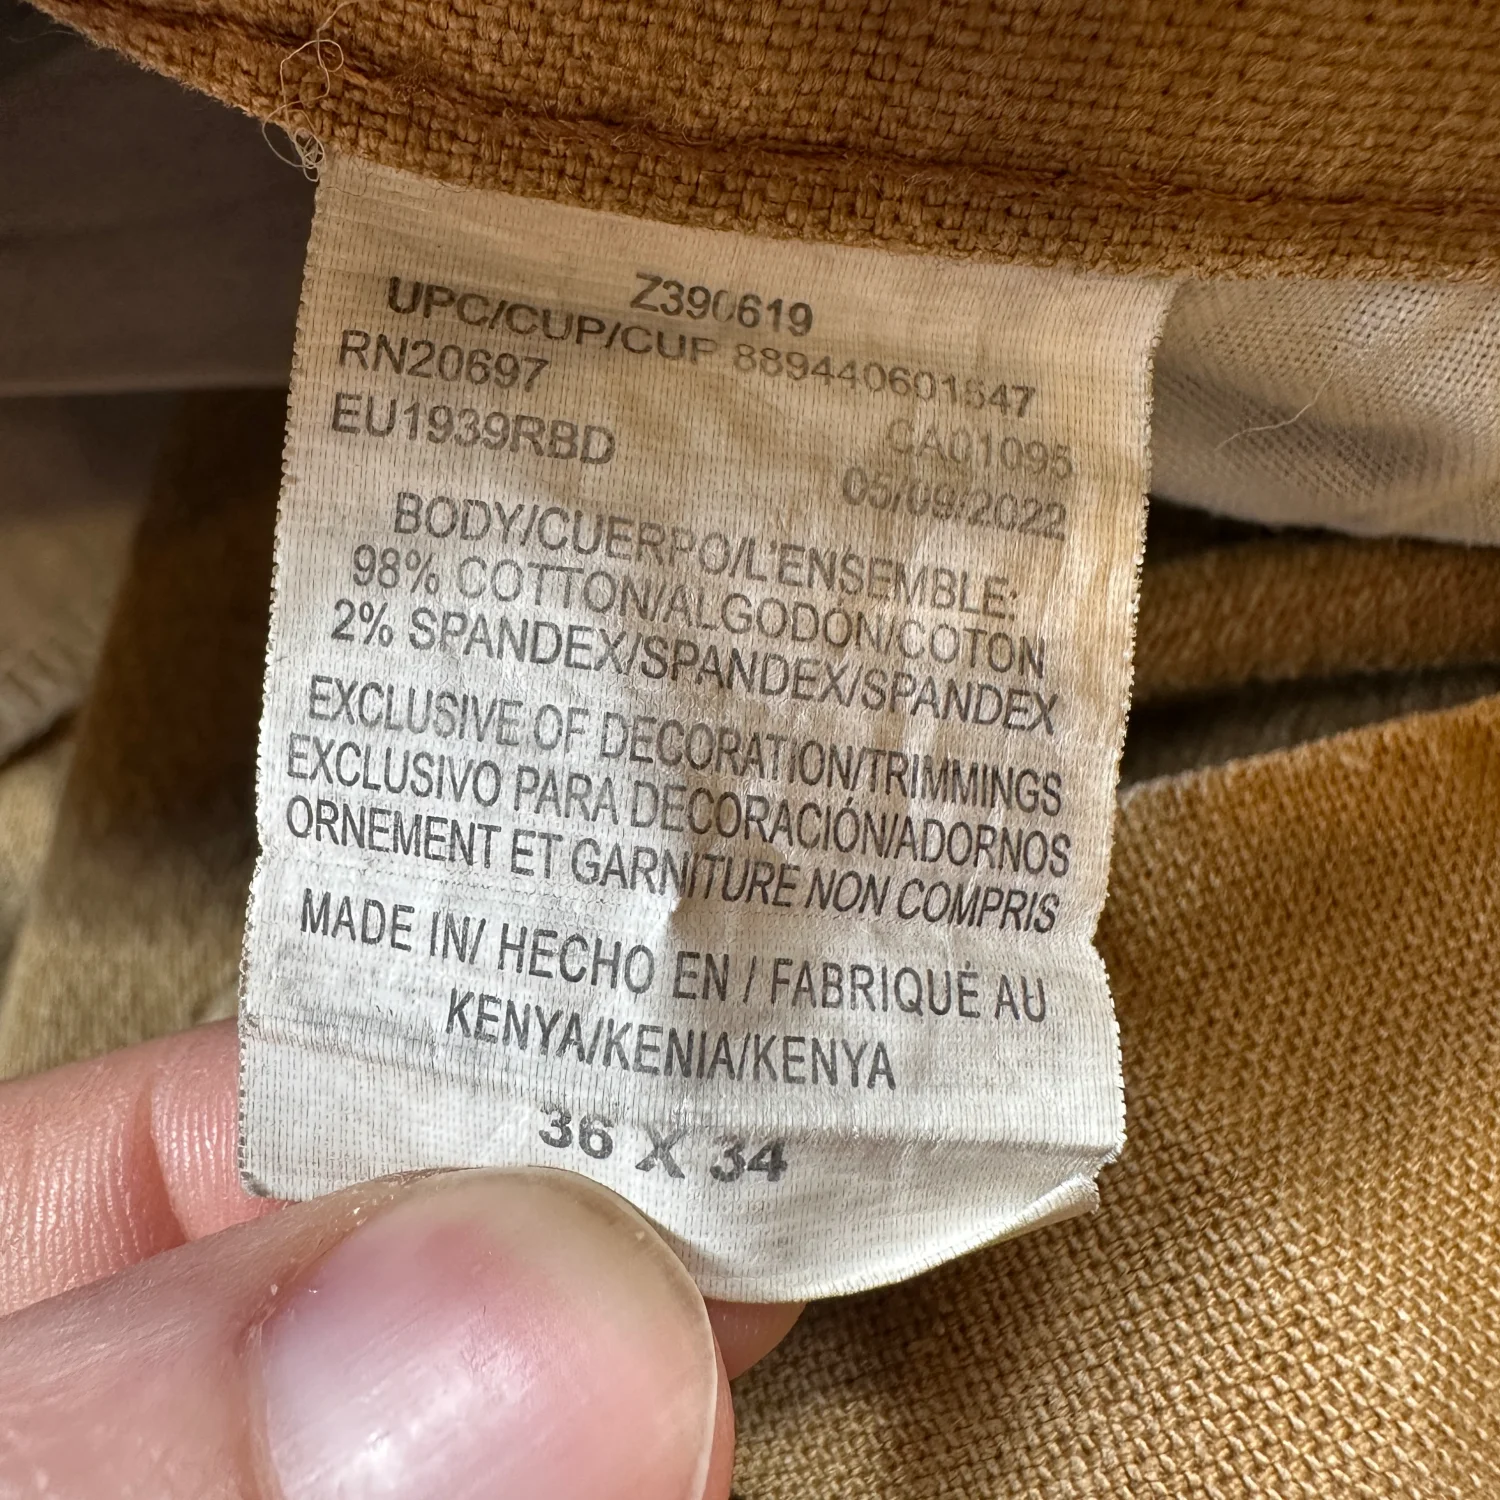 Z390619
UPC/CUP/CUP 889440601547
RN20697
CA01095
EU1939RBD
05/09/2022
BODY/CUERPO/L'ENSEMBLE:
98% COTTON/ALGODÓN/COTON
2% SPANDEX/SPANDEX/SPANDEX
EXCLUSIVE OF DECORATION/TRIMMINGS
EXCLUSIVO PARA DECORACIÓN/ADORNOS
ORNEMENT ET GARNITURE NON COMPRIS
MADE IN/ HECHO EN / FABRIQUÉ AU
KENYA/KENIA/KENYA
36 X 34